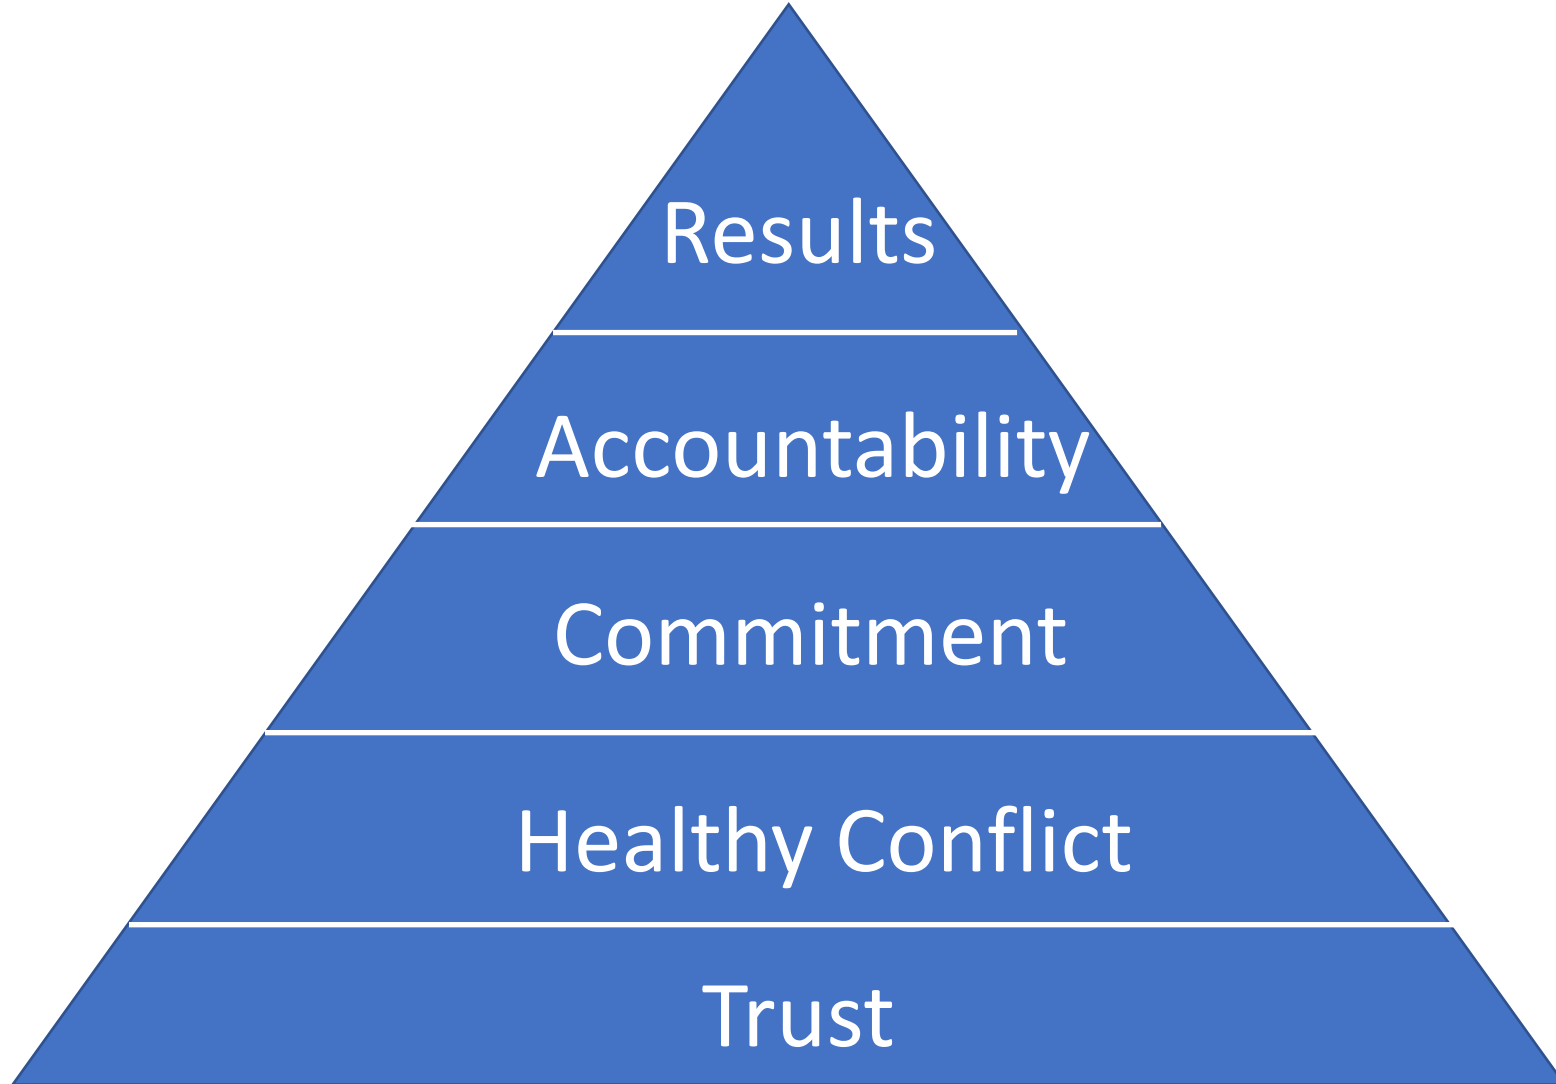 Results
Accountability
Commitment
Healthy Conflict
Trust